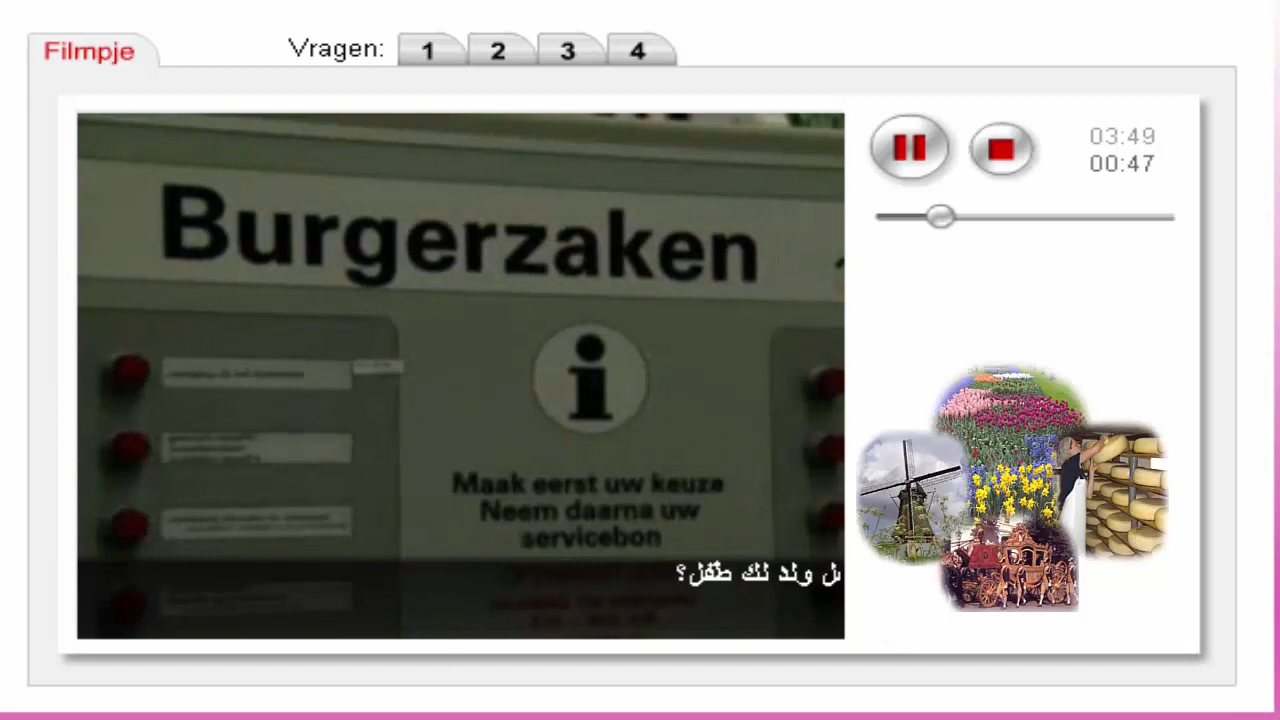 Filmpje
Vragen:
1
2
3
4
03:49
00:47
Burgerzaken
i
Maak eerst uw keuze
Neem daarna uw
servicebon
ولد لك طفل؟